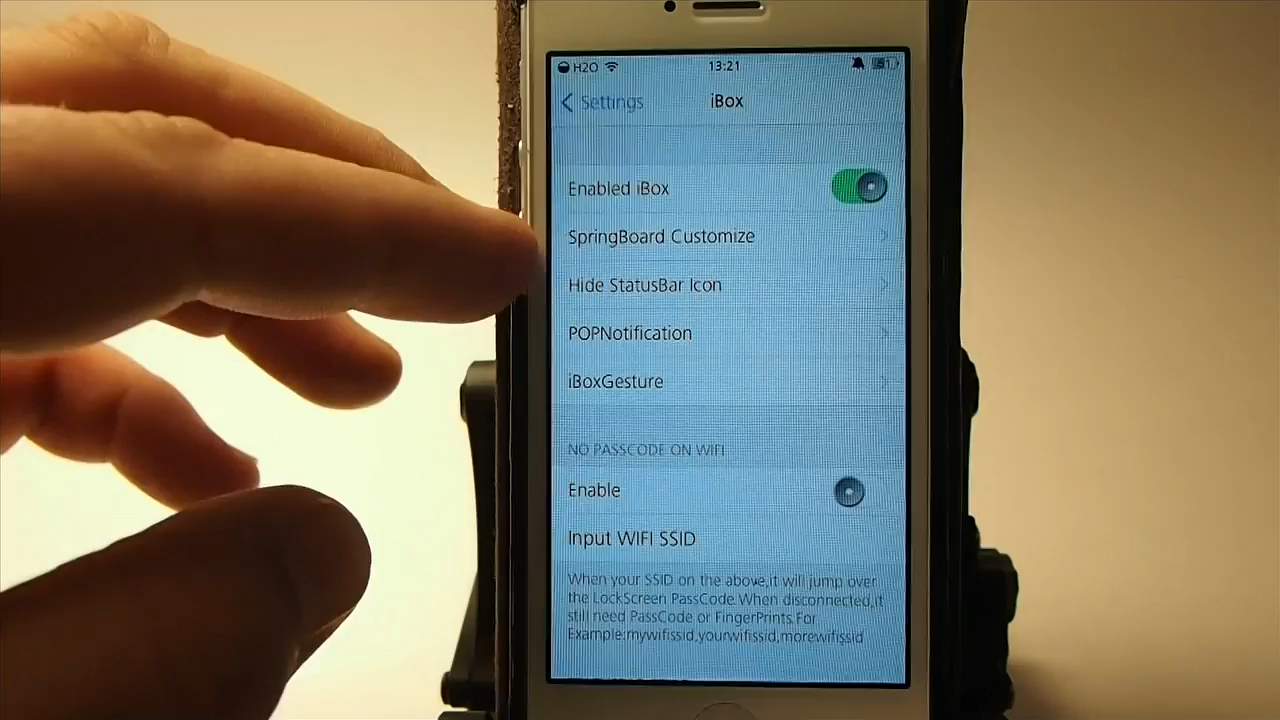 H2O 13:21 51
Settings iBox
Enabled iBox
SpringBoard Customize
Hide StatusBar Icon
POPNotification
iBoxGesture
NO PASSCODE ON WIFI
Enable
Input WIFI SSID
When your SSID on the above,it will jump over
the LockScreen PassCode.When disconnected,it
still need PassCode or FingerPrints.For
Example:mywifissid,yourwifissid,morewifissid